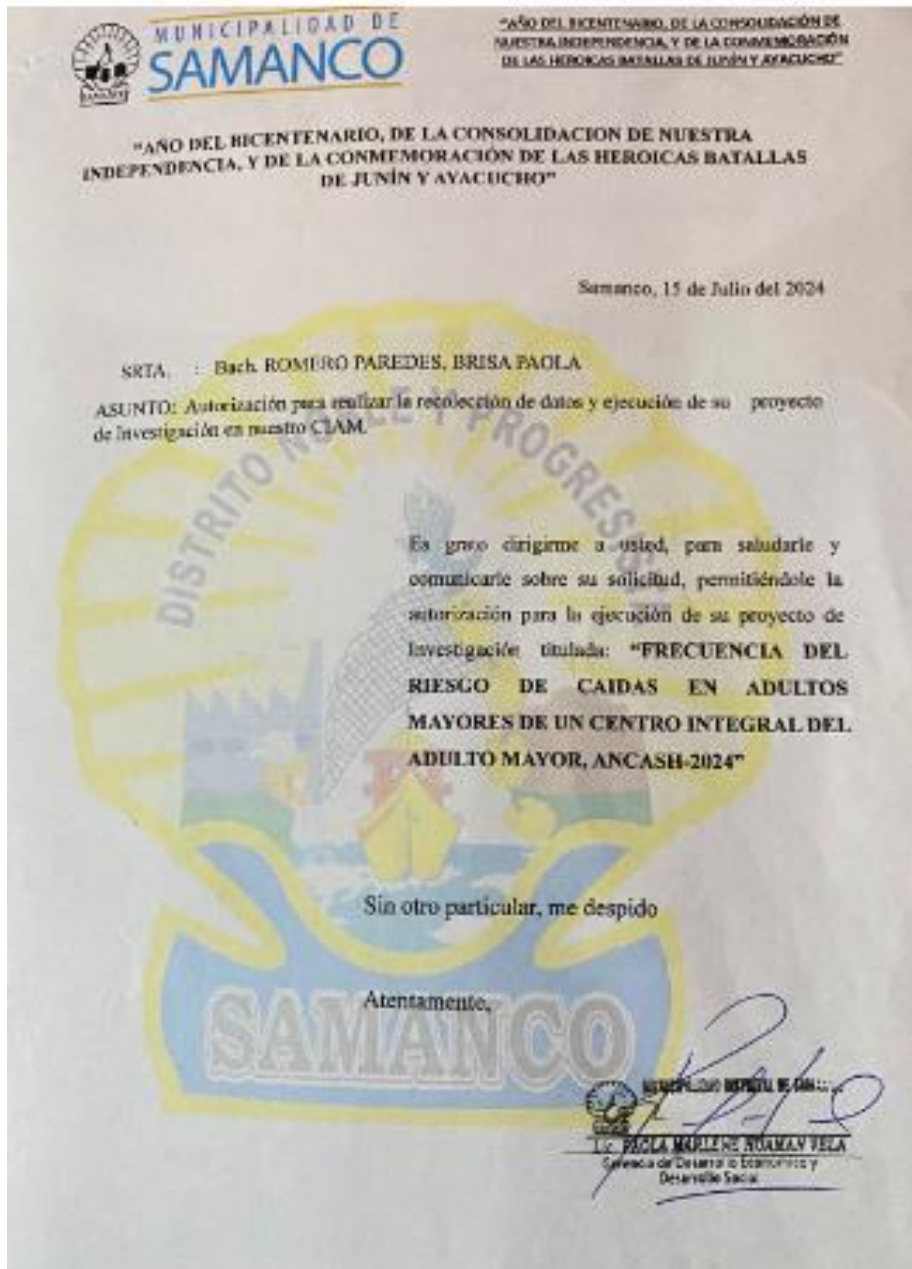 MUNICIPALIDAD DE
SAMANCO
"AÑO DEL BICENTENARIO, DE LA CONSOLIDACIÓN DE
NUESTRA INDEPENDENCIA, Y DE LA CONMEMORACIÓN
DE LAS HEROICAS BATALLAS DE JUNÍN Y AYACUCHO"
"AÑO DEL BICENTENARIO, DE LA CONSOLIDACION DE NUESTRA
INDEPENDENCIA, Y DE LA CONMEMORACIÓN DE LAS HEROICAS BATALLAS
DE JUNÍN Y AYACUCHO"
Samanco, 15 de Julio del 2024
SRTA. : Bach. ROMERO PAREDES, BRISA PAOLA
ASUNTO: Autorización para realizar la recolección de datos y ejecución de su proyecto
de Investigación en nuestro CIAM.
DISTRITO NOBLE Y PROGRESISTA
Es grato dirigirme a usted, para saludarle y
comunicarle sobre su solicitud, permitiéndole la
autorización para la ejecución de su proyecto de
Investigación titulada: "FRECUENCIA DEL
RIESGO DE CAIDAS EN ADULTOS
MAYORES DE UN CENTRO INTEGRAL DEL
ADULTO MAYOR, ANCASH-2024"
Sin otro particular, me despido
Atentamente,
SAMANCO
MUNICIPALIDAD DISTRITAL DE
Lic. PAOLA MARLENE HUAMAN VELA
Gerencia de Desarrollo Económico y
Desarrollo Social